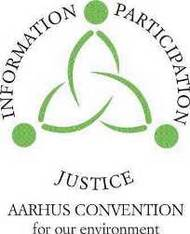 INFORMATION
PARTICIPATION
JUSTICE
AARHUS CONVENTION
for our environment